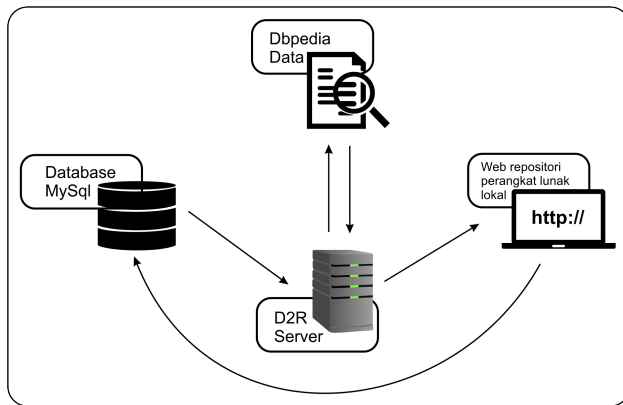 Dbpedia
Data
Database
MySql
Web repositori
perangkat lunak
lokal
http://
D2R
Server